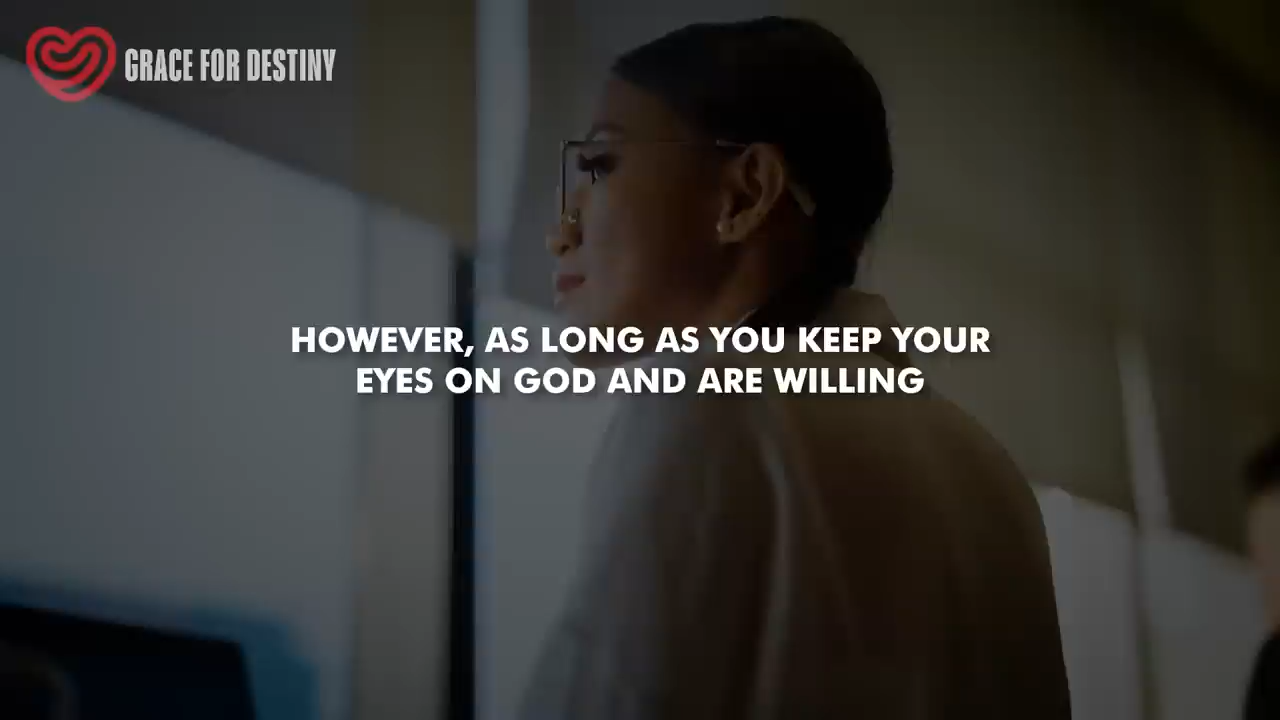 GRACE FOR DESTINY
HOWEVER, AS LONG AS YOU KEEP YOUR
EYES ON GOD AND ARE WILLING